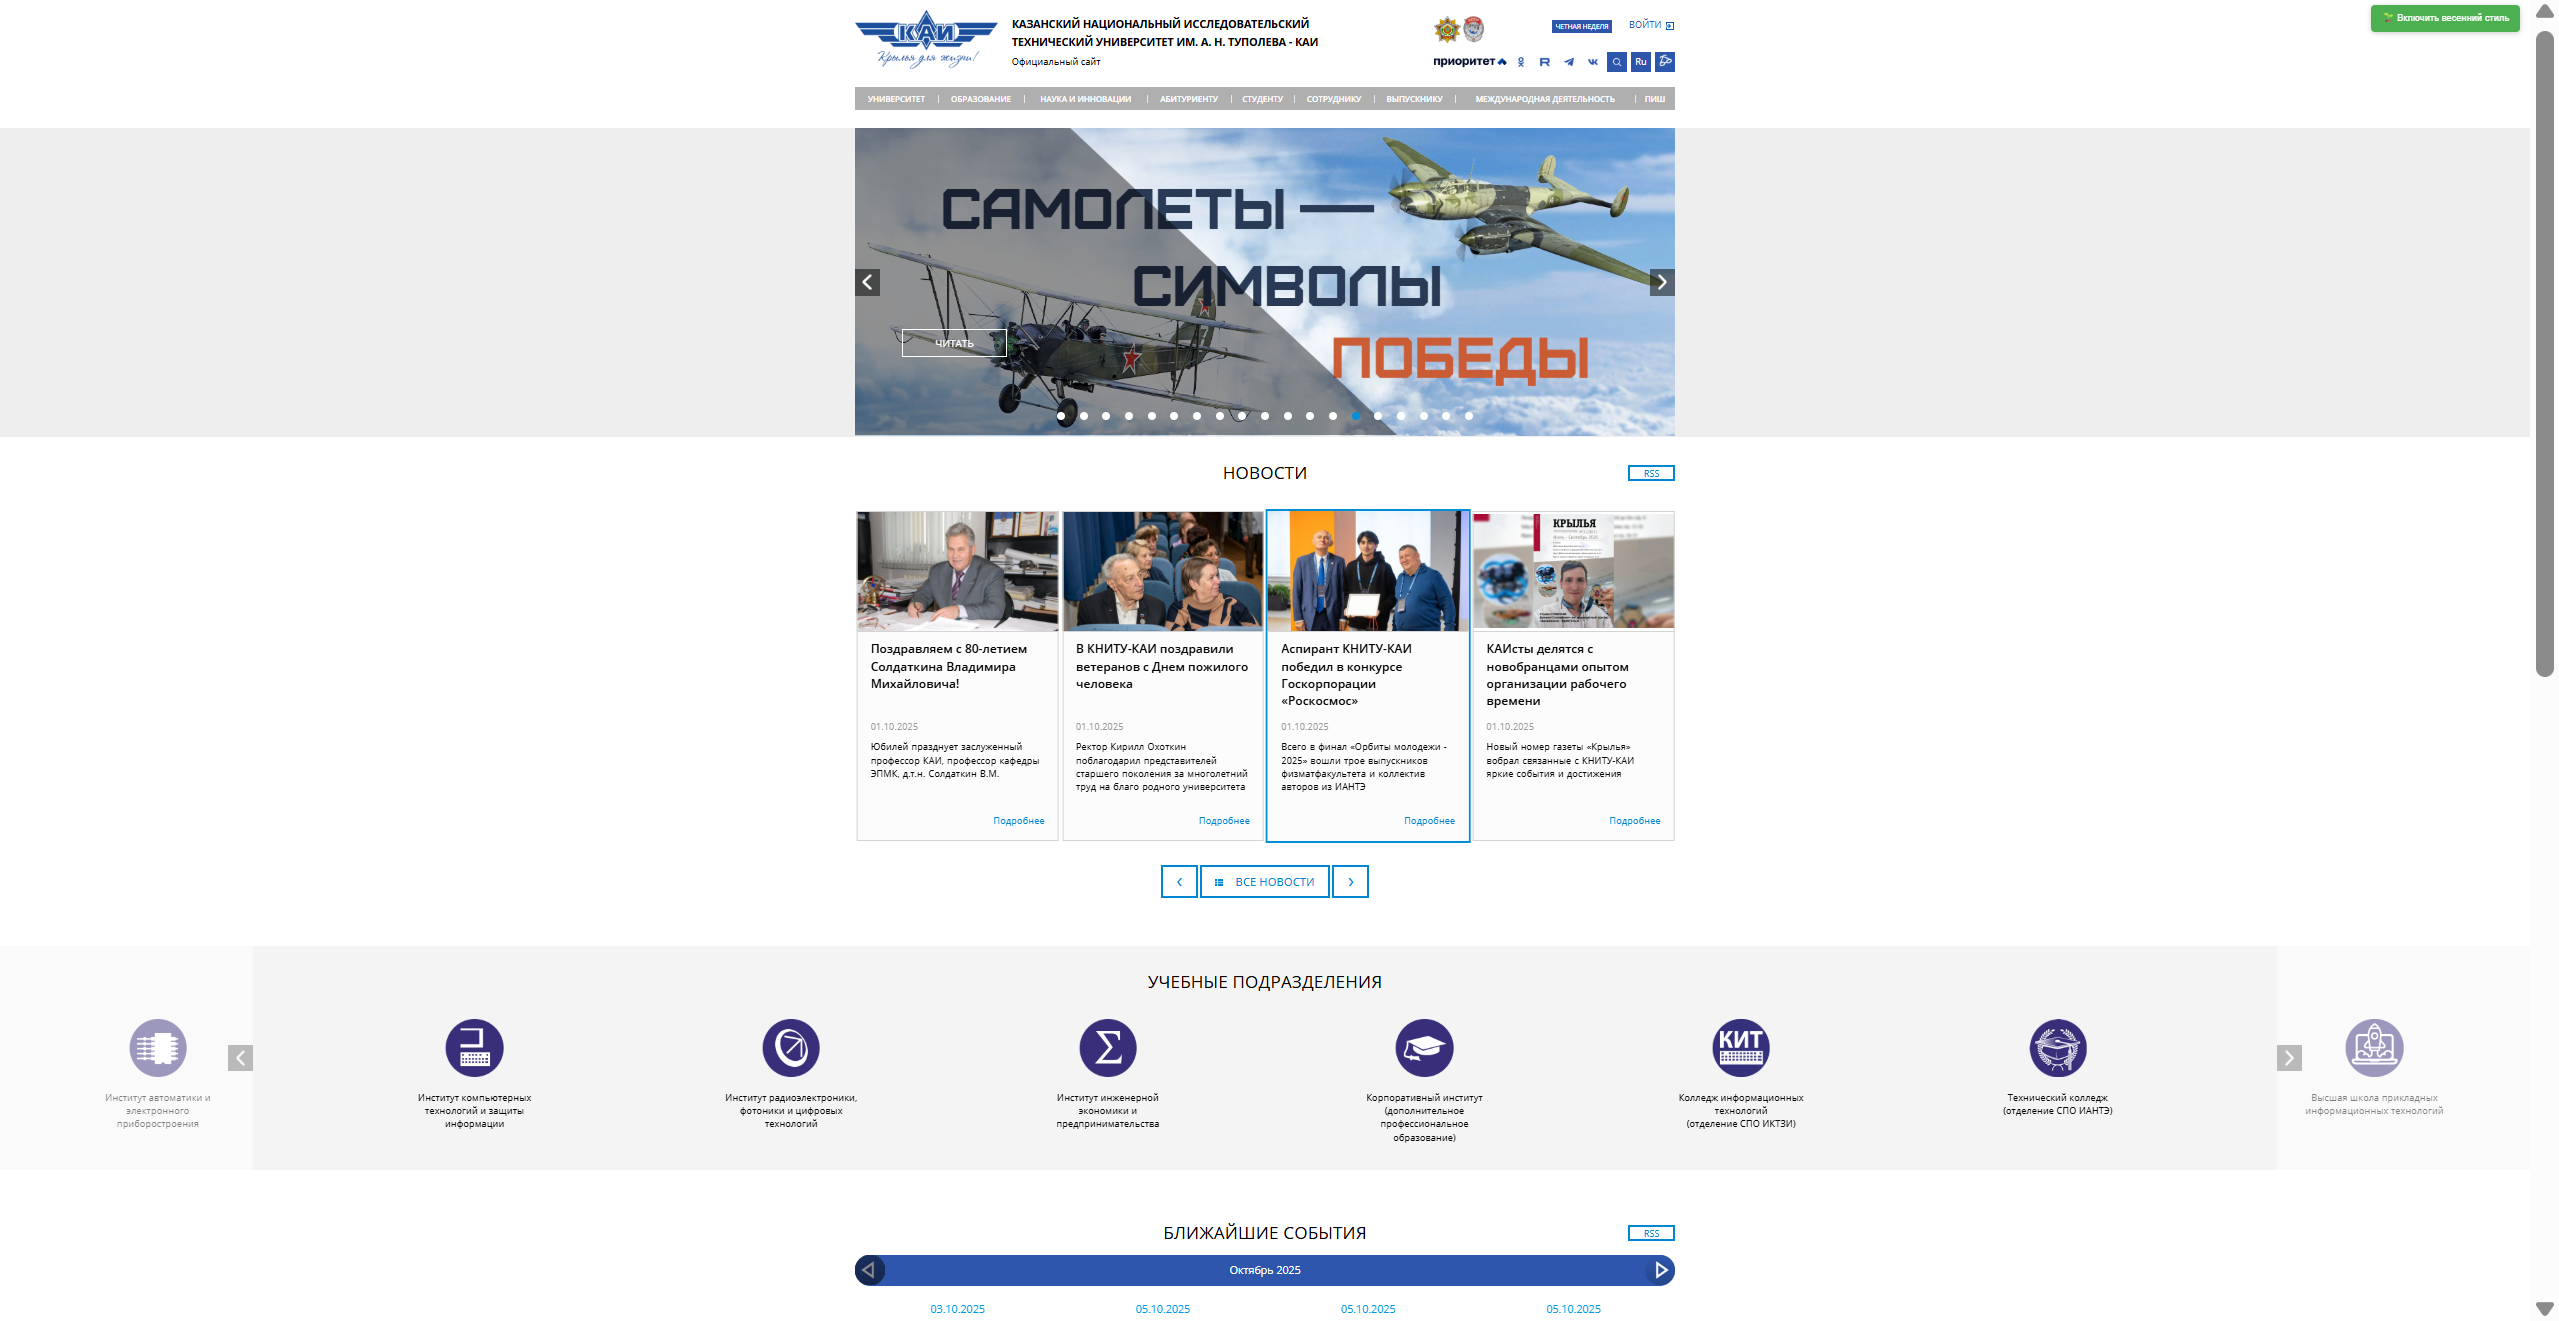 КАИ
Крылья для жизни!
КАЗАНСКИЙ НАЦИОНАЛЬНЫЙ ИССЛЕДОВАТЕЛЬСКИЙ
ТЕХНИЧЕСКИЙ УНИВЕРСИТЕТ ИМ. А. Н. ТУПОЛЕВА - КАИ
Официальный сайт
ЧЕТНАЯ НЕДЕЛЯ
ВОЙТИ
приоритет
Ru
Включить весенний стиль
УНИВЕРСИТЕТ
ОБРАЗОВАНИЕ
НАУКА И ИННОВАЦИИ
АБИТУРИЕНТУ
СТУДЕНТУ
СОТРУДНИКУ
ВЫПУСКНИКУ
МЕЖДУНАРОДНАЯ ДЕЯТЕЛЬНОСТЬ
ПИШ
САМОЛЕТЫ —
СИМВОЛЫ
ПОБЕДЫ
ЧИТАТЬ
НОВОСТИ
RSS
Поздравляем с 80-летием
Солдаткина Владимира
Михайловича!
01.10.2025
Юбилей празднует заслуженный
профессор КАИ, профессор кафедры
ЭПМК, д.т.н. Солдаткин В.М.
Подробнее
В КНИТУ-КАИ поздравили
ветеранов с Днем пожилого
человека
01.10.2025
Ректор Кирилл Охоткин
поблагодарил представителей
старшего поколения за многолетний
труд на благо родного университета
Подробнее
Аспирант КНИТУ-КАИ
победил в конкурсе
Госкорпорации
«Роскосмос»
01.10.2025
Всего в финал «Орбиты молодежи -
2025» вошли трое выпускников
физматфакультета и коллектив
авторов из ИАНТЭ
Подробнее
КРЫЛЬЯ
КАИсты делятся с
новобранцами опытом
организации рабочего
времени
01.10.2025
Новый номер газеты «Крылья»
вобрал связанные с КНИТУ-КАИ
яркие события и достижения
Подробнее
ВСЕ НОВОСТИ
УЧЕБНЫЕ ПОДРАЗДЕЛЕНИЯ
Институт автоматики и
электронного
приборостроения
Институт компьютерных
технологий и защиты
информации
Институт радиоэлектроники,
фотоники и цифровых
технологий
Институт инженерной
экономики и
предпринимательства
Корпоративный институт
(дополнительное
профессиональное
образование)
КИТ
Колледж информационных
технологий
(отделение СПО ИКТЗИ)
Технический колледж
(отделение СПО ИАНТЭ)
Высшая школа прикладных
информационных технологий
БЛИЖАЙШИЕ СОБЫТИЯ
RSS
Октябрь 2025
03.10.2025
05.10.2025
05.10.2025
05.10.2025